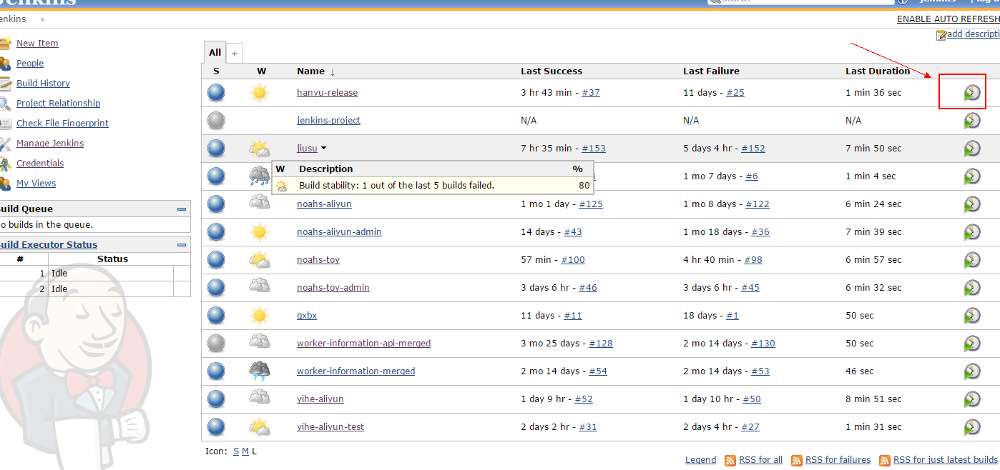 Jenkins
search
jenkins
enkins
ENABLE AUTO REFRESH
add descripti
New Item
People
Build History
Project Relationship
Check File Fingerprint
Manage Jenkins
Credentials
My Views
uild Queue
o builds in the queue.
uild Executor Status
# Status
1 Idle
2 Idle
All +
S W Name ↓ Last Success Last Failure Last Duration
hanyu-release 3 hr 43 min - #37 11 days - #25 1 min 36 sec
jenkins-project N/A N/A N/A
jiusu 7 hr 35 min - #153 5 days 4 hr - #152 7 min 50 sec
W Description %
1 mo 7 days - #6 1 min 4 sec
Build stability: 1 out of the last 5 builds failed. 80
noahs-aliyun 1 mo 1 day - #125 1 mo 8 days - #122 6 min 24 sec
noahs-aliyun-admin 14 days - #43 1 mo 18 days - #36 7 min 39 sec
noahs-toy 57 min - #100 4 hr 40 min - #98 6 min 57 sec
noahs-toy-admin 3 days 6 hr - #46 3 days 6 hr - #45 6 min 32 sec
qxbx 11 days - #11 18 days - #1 50 sec
worker-information-api-merged 3 mo 25 days - #128 2 mo 14 days - #130 50 sec
worker-information-merged 2 mo 14 days - #54 2 mo 14 days - #53 46 sec
yihe-aliyun 1 day 9 hr - #52 1 day 10 hr - #50 8 min 51 sec
yihe-aliyun-test 2 days 2 hr - #31 2 days 4 hr - #27 1 min 31 sec
Icon: S M L
Legend RSS for all RSS for failures RSS for just latest builds